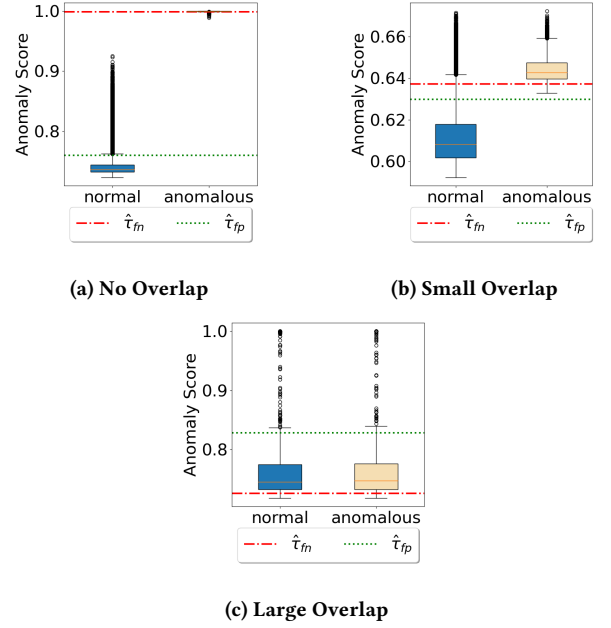 1.0
0.9
0.8
Anomaly Score
normal anomalous
τ̂fn τ̂fp
(a) No Overlap
0.66
0.64
0.62
0.60
Anomaly Score
normal anomalous
τ̂fn τ̂fp
(b) Small Overlap
1.0
0.9
0.8
Anomaly Score
normal anomalous
τ̂fn τ̂fp
(c) Large Overlap